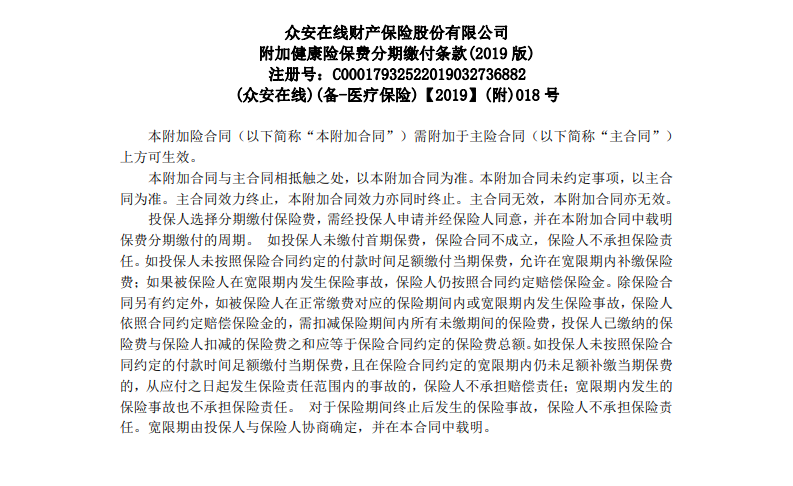 众安在线财产保险股份有限公司
附加健康险保费分期缴付条款(2019 版)
注册号：C00017932522019032736882
(众安在线)(备-医疗保险)【2019】(附)018 号
本附加险合同（以下简称“本附加合同”）需附加于主险合同（以下简称“主合同”）
上方可生效。
本附加合同与主合同相抵触之处，以本附加合同为准。本附加合同未约定事项，以主合
同为准。主合同效力终止，本附加合同效力亦同时终止。主合同无效，本附加合同亦无效。
投保人选择分期缴付保险费，需经投保人申请并经保险人同意，并在本附加合同中载明
保费分期缴付的周期。 如投保人未缴付首期保费，保险合同不成立，保险人不承担保险责
任。如投保人未按照保险合同约定的付款时间足额缴付当期保费，允许在宽限期内补缴保险
费；如果被保险人在宽限期内发生保险事故，保险人仍按照合同约定赔偿保险金。除保险合
同另有约定外，如被保险人在正常缴费对应的保险期间内或宽限期内发生保险事故，保险人
依照合同约定赔偿保险金的，需扣减保险期间内所有未缴期间的保险费，投保人已缴纳的保
险费与保险人扣减的保险费之和应等于保险合同约定的保险费总额。如投保人未按照保险合
同约定的付款时间足额缴付当期保费，且在保险合同约定的宽限期内仍未足额补缴当期保费
的，从应付之日起发生保险责任范围内的事故的，保险人不承担赔偿责任；宽限期内发生的
保险事故也不承担保险责任。 对于保险期间终止后发生的保险事故，保险人不承担保险责
任。宽限期由投保人与保险人协商确定，并在本合同中载明。